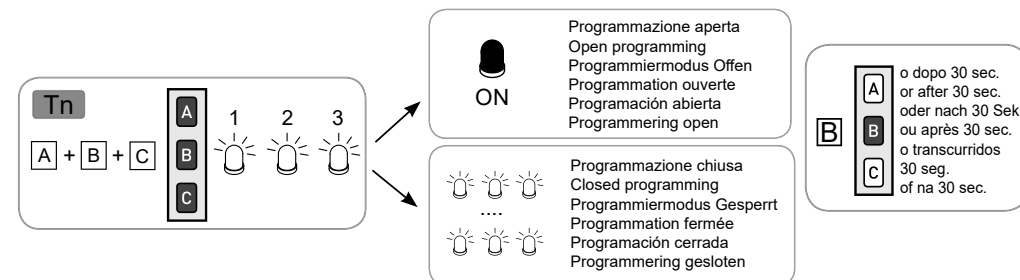 Tn
A + B + C
A
B
C
1 2 3
ON
Programmazione aperta
Open programming
Programmiermodus Offen
Programmation ouverte
Programación abierta
Programmering open
....
Programmazione chiusa
Closed programming
Programmiermodus Gesperrt
Programmation fermée
Programación cerrada
Programmering gesloten
B
A
B
C
o dopo 30 sec.
or after 30 sec.
oder nach 30 Sek
ou après 30 sec.
o transcurridos
30 seg.
of na 30 sec.